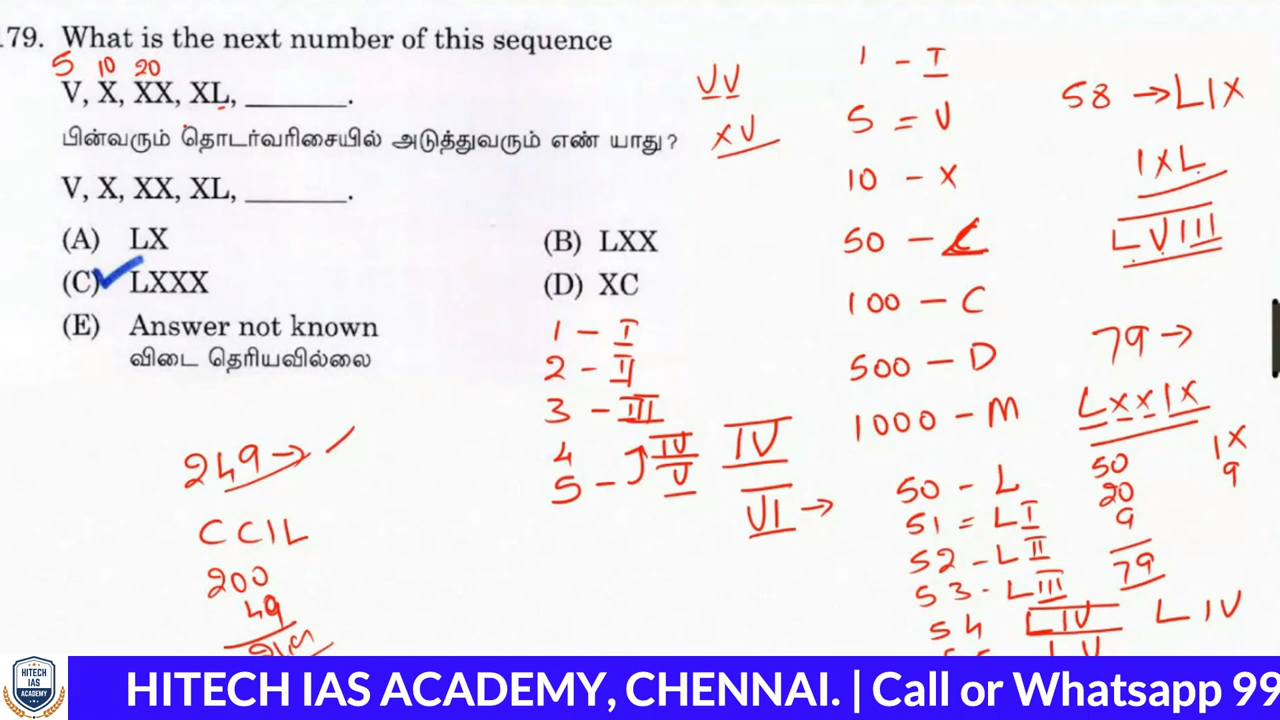 179. What is the next number of this sequence
5 10 20
V, X, XX, XL, ________.
பின்வரும் தொடர்வரிசையில் அடுத்துவரும் எண் யாது?
V, X, XX, XL, ________.
(A) LX
(B) LXX
(C) LXXX
(D) XC
(E) Answer not known
விடை தெரியவில்லை
VV
XV
1 - I
5 = V
10 - X
50 - L
100 - C
500 - D
1000 - M
58 → LIX
IXL
LVIII
79 →
LXXIX
50
20
9
79
IX
9
1 - I
2 - II
3 - III
4 IV
5 - V
IV
VI →
249 →
CCIL
200
49
50 - L
51 = LI
52 - LII
53 - LIII
54 LIV
LIV
LV
HITECH IAS ACADEMY
HITECH IAS ACADEMY, CHENNAI. | Call or Whatsapp 99